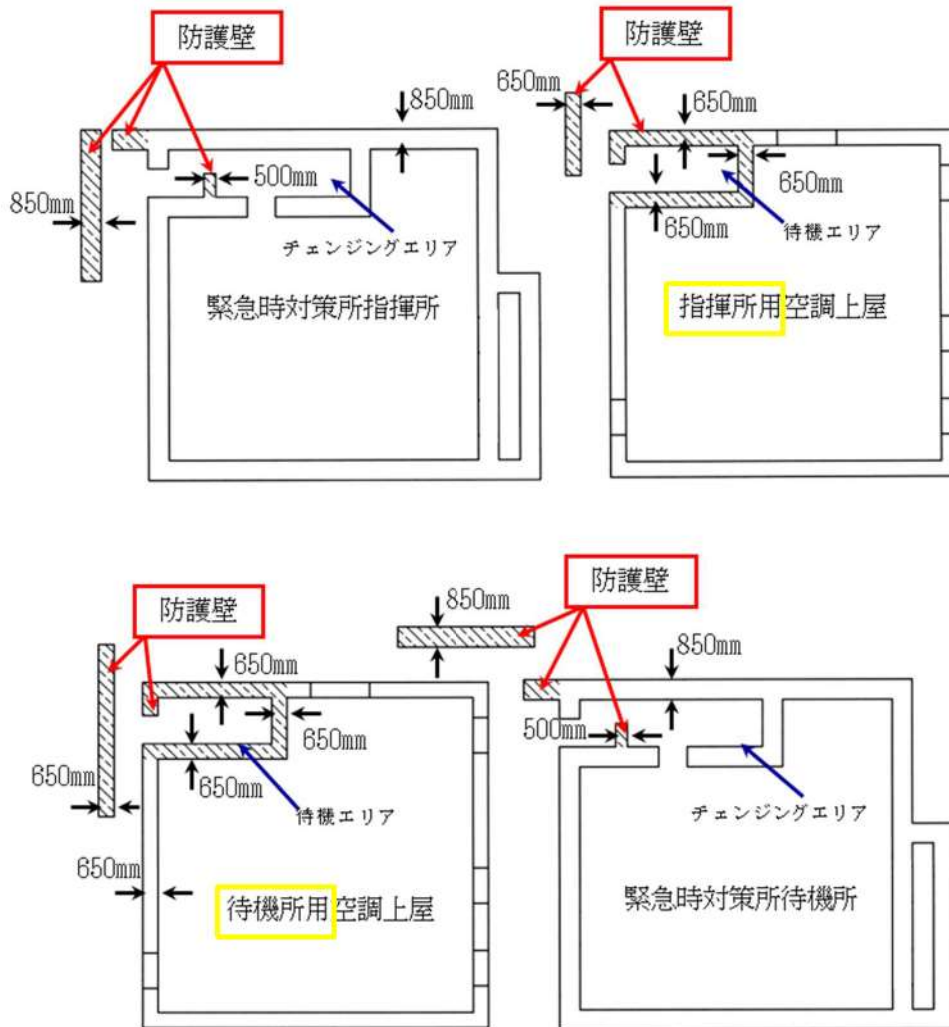 防護壁
防護壁
850mm
650mm
650mm
500mm
850mm
650mm
650mm
チェンジングエリア
待機エリア
緊急時対策所指揮所
指揮所用空調上屋
防護壁
防護壁
850mm
650mm
850mm
500mm
650mm
650mm
650mm
待機エリア
チェンジングエリア
650mm
待機所用空調上屋
緊急時対策所待機所